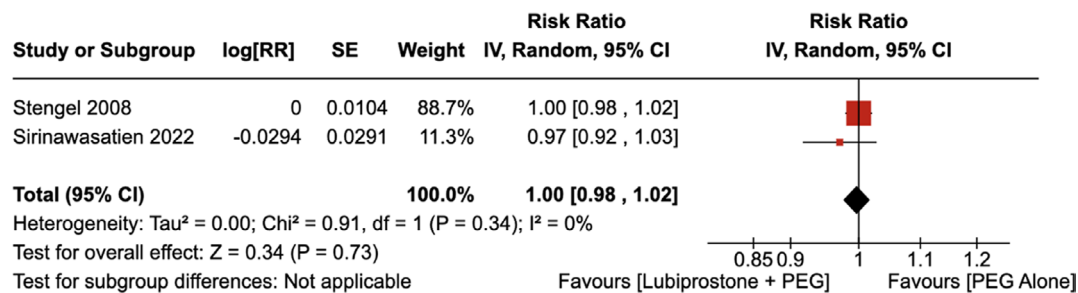 Risk Ratio Risk Ratio
Study or Subgroup log[RR] SE Weight IV, Random, 95% CI IV, Random, 95% CI
Stengel 2008 0 0.0104 88.7% 1.00 [0.98 , 1.02]
Sirinawasatien 2022 -0.0294 0.0291 11.3% 0.97 [0.92 , 1.03]
Total (95% CI) 100.0% 1.00 [0.98 , 1.02]
Heterogeneity: Tau² = 0.00; Chi² = 0.91, df = 1 (P = 0.34); I² = 0%
Test for overall effect: Z = 0.34 (P = 0.73) 0.85 0.9 1 1.1 1.2
Test for subgroup differences: Not applicable Favours [Lubiprostone + PEG] Favours [PEG Alone]